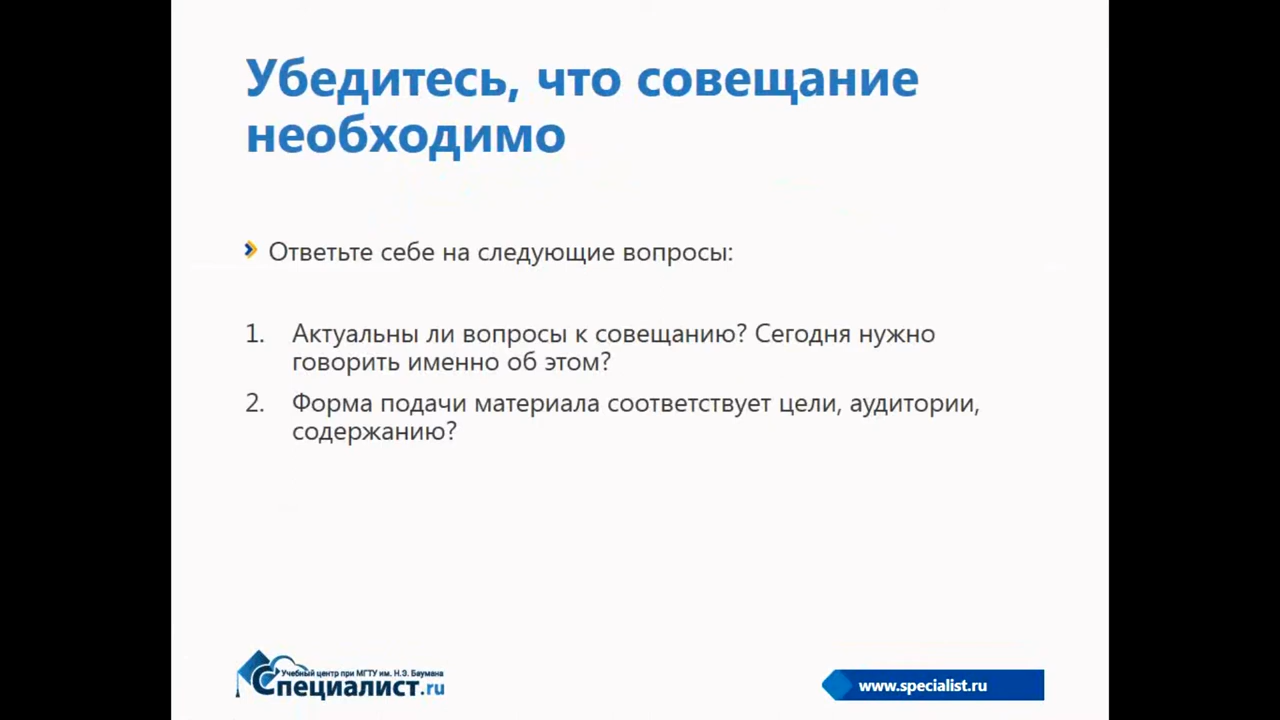 Убедитесь, что совещание
необходимо
Ответьте себе на следующие вопросы:
1. Актуальны ли вопросы к совещанию? Сегодня нужно
говорить именно об этом?
2. Форма подачи материала соответствует цели, аудитории,
содержанию?
Учебный центр при МГТУ им. Н.Э. Баумана
Специалист.ru
www.specialist.ru